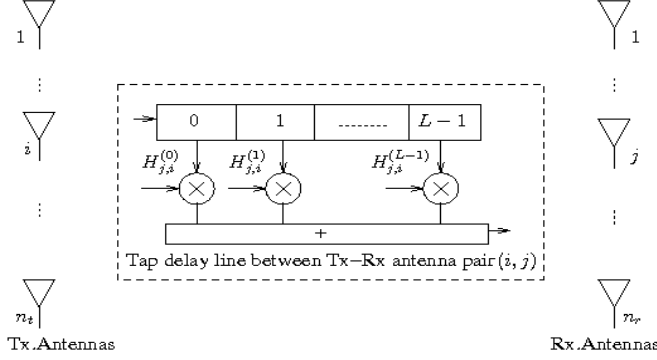 1 1
⋮ ⋮
0 1 ........ L − 1
i j
H_{j,i}^{(0)} H_{j,i}^{(1)} H_{j,i}^{(L−1)}
× × ×
⋮ ⋮
+
Tap delay line between Tx−Rx antenna pair (i, j)
n_t n_r
Tx.Antennas Rx.Antennas